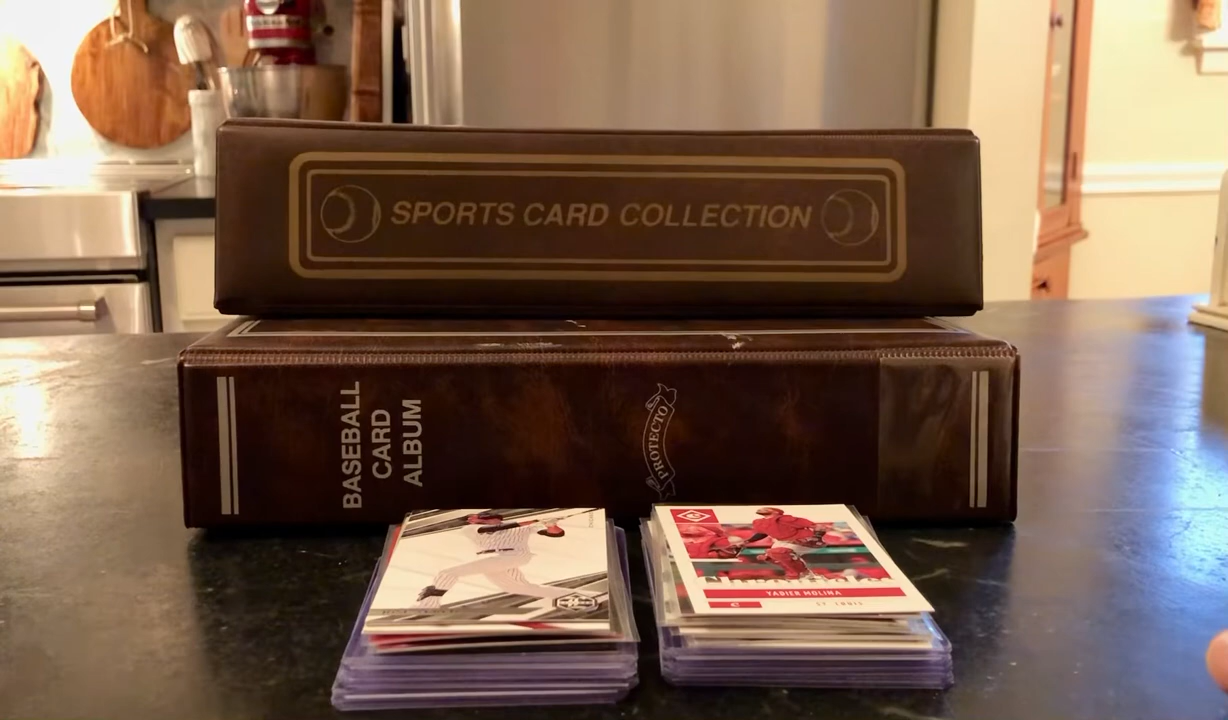 SPORTS CARD COLLECTION
BASEBALL
CARD
ALBUM
PROTECTO
YADIER MOLINA
ST. LOUIS